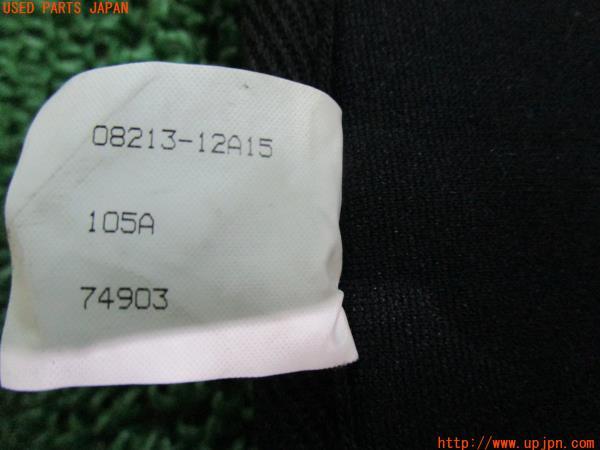 USED PARTS JAPAN
08213-12A15
105A
74903
http://www.upjpn.com